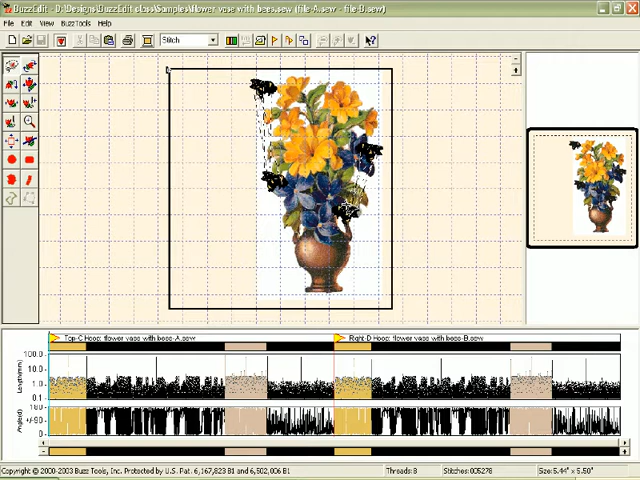 BuzzEdit - D:\Designs\BuzzEdit class\Samples\flower vase with bees.sew (file-A.sew - file-B.sew)
File Edit View BuzzTools Help
Stitch
Top-C Hoop: flower vase with bees-A.sew Right-D Hoop: flower vase with bees-B.sew
Length(mm)
100.0
10.0
1.0
0.1
Angle(d)
+/-90
180
0
Copyright © 2000-2003 Buzz Tools, Inc. Protected by U.S. Pat. 6,167,823 B1 and 6,502,006 B1 Threads:8 Stitches:005278 Size:5.44" x 5.50"